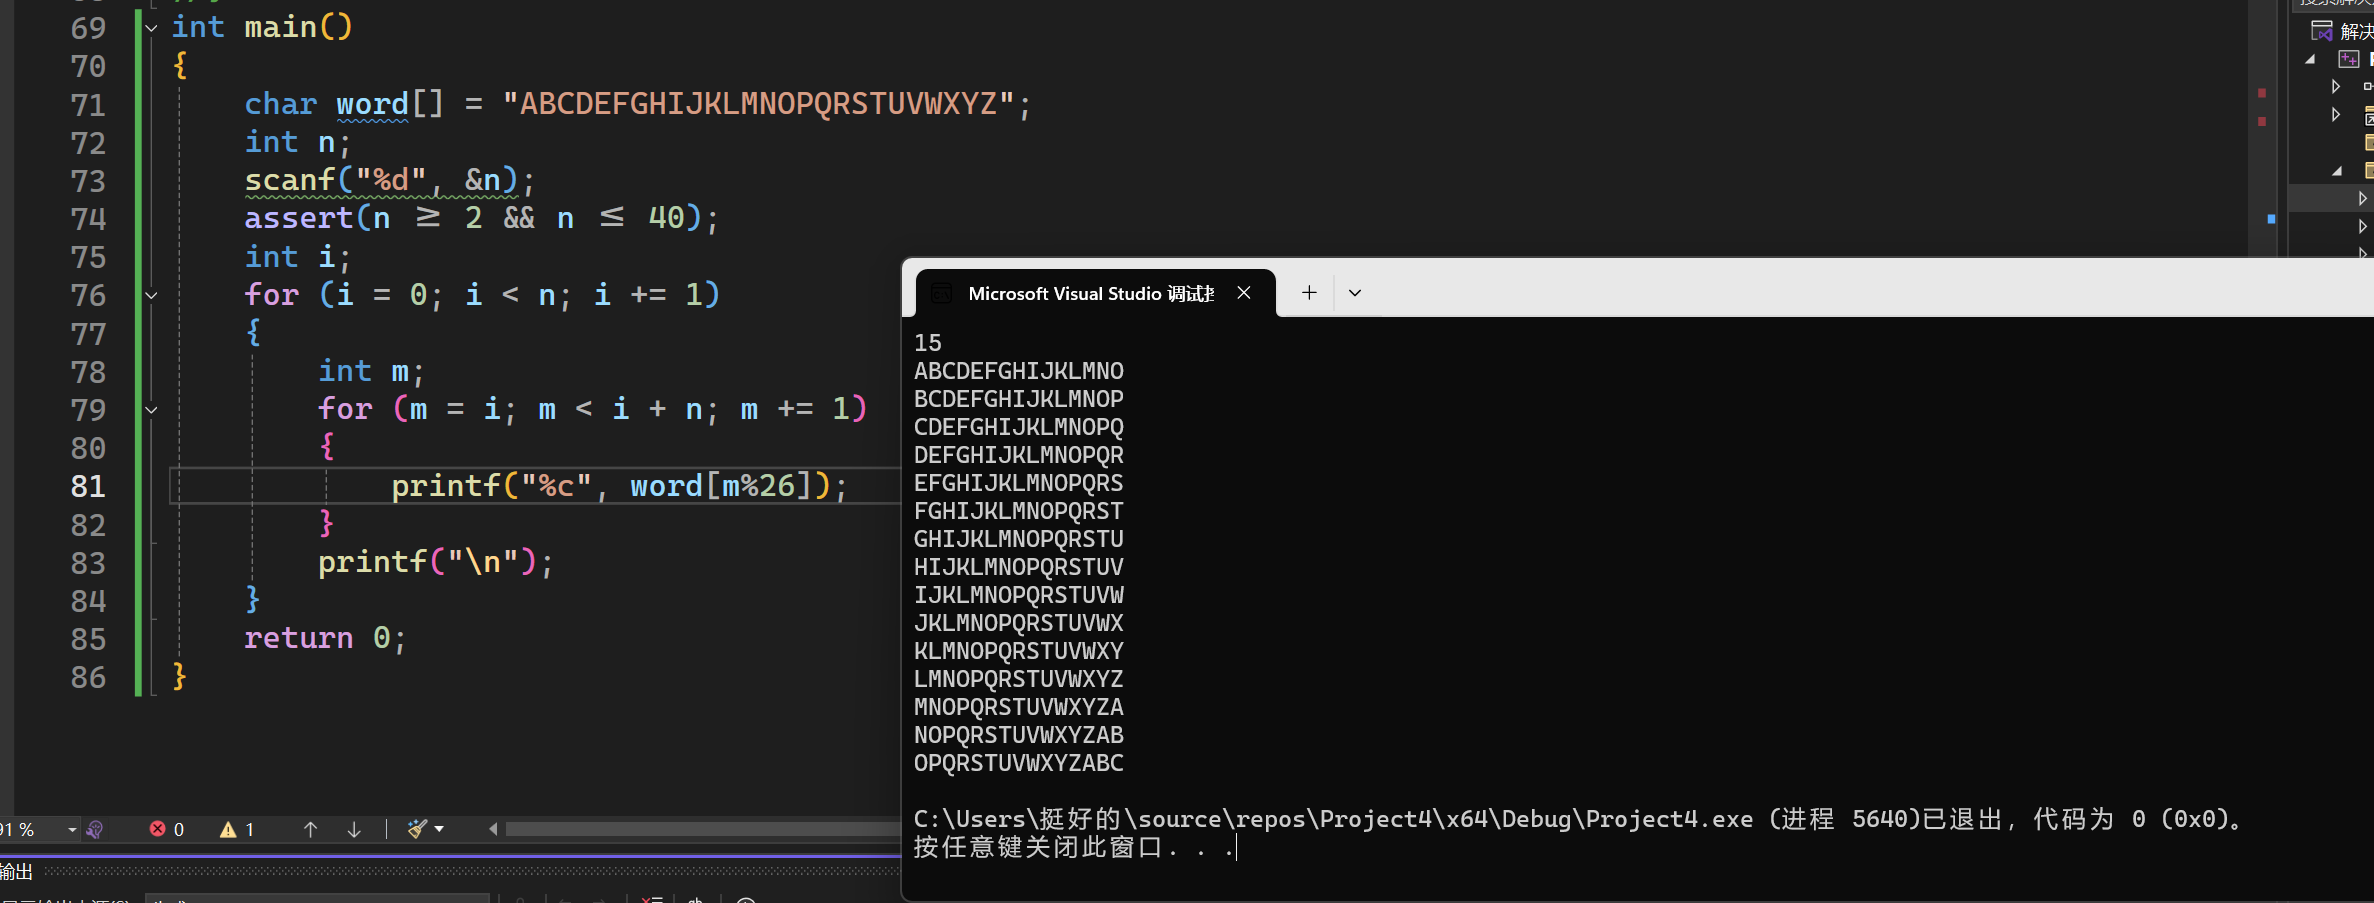 69 int main()
70 {
71 char word[] = "ABCDEFGHIJKLMNOPQRSTUVWXYZ";
72 int n;
73 scanf("%d", &n);
74 assert(n ≥ 2 && n ≤ 40);
75 int i;
76 for (i = 0; i < n; i += 1)
77 {
78 int m;
79 for (m = i; m < i + n; m += 1)
80 {
81 printf("%c", word[m%26]);
82 }
83 printf("\n");
84 }
85 return 0;
86 }
解决
Microsoft Visual Studio 调试
15
ABCDEFGHIJKLMNO
BCDEFGHIJKLMNOP
CDEFGHIJKLMNOPQ
DEFGHIJKLMNOPQR
EFGHIJKLMNOPQRS
FGHIJKLMNOPQRST
GHIJKLMNOPQRSTU
HIJKLMNOPQRSTUV
IJKLMNOPQRSTUVW
JKLMNOPQRSTUVWX
KLMNOPQRSTUVWXY
LMNOPQRSTUVWXYZ
MNOPQRSTUVWXYZA
NOPQRSTUVWXYZAB
OPQRSTUVWXYZABC
C:\Users\挺好的\source\repos\Project4\x64\Debug\Project4.exe (进程 5640)已退出，代码为 0 (0x0)。
按任意键关闭此窗口. . .
91 %
0
1
输出